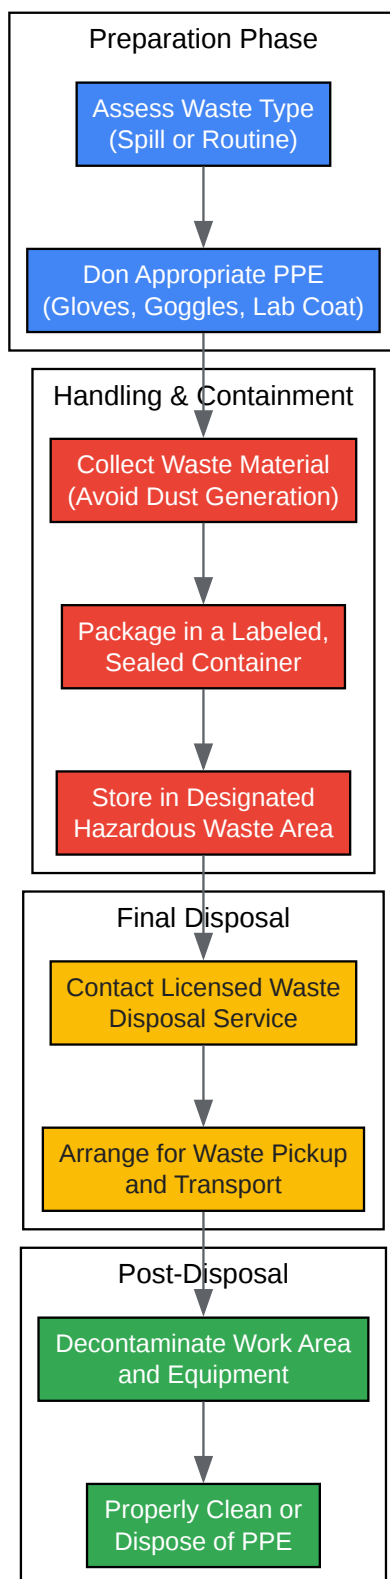 Preparation Phase
Assess Waste Type
(Spill or Routine)
Don Appropriate PPE
(Gloves, Goggles, Lab Coat)
Handling & Containment
Collect Waste Material
(Avoid Dust Generation)
Package in a Labeled,
Sealed Container
Store in Designated
Hazardous Waste Area
Final Disposal
Contact Licensed Waste
Disposal Service
Arrange for Waste Pickup
and Transport
Post-Disposal
Decontaminate Work Area
and Equipment
Properly Clean or
Dispose of PPE